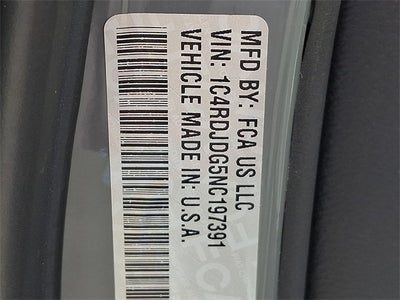 MFD BY: FCA US LLC
VIN: 1C4RDJDG5NC197391
VEHICLE MADE IN: U.S.A.